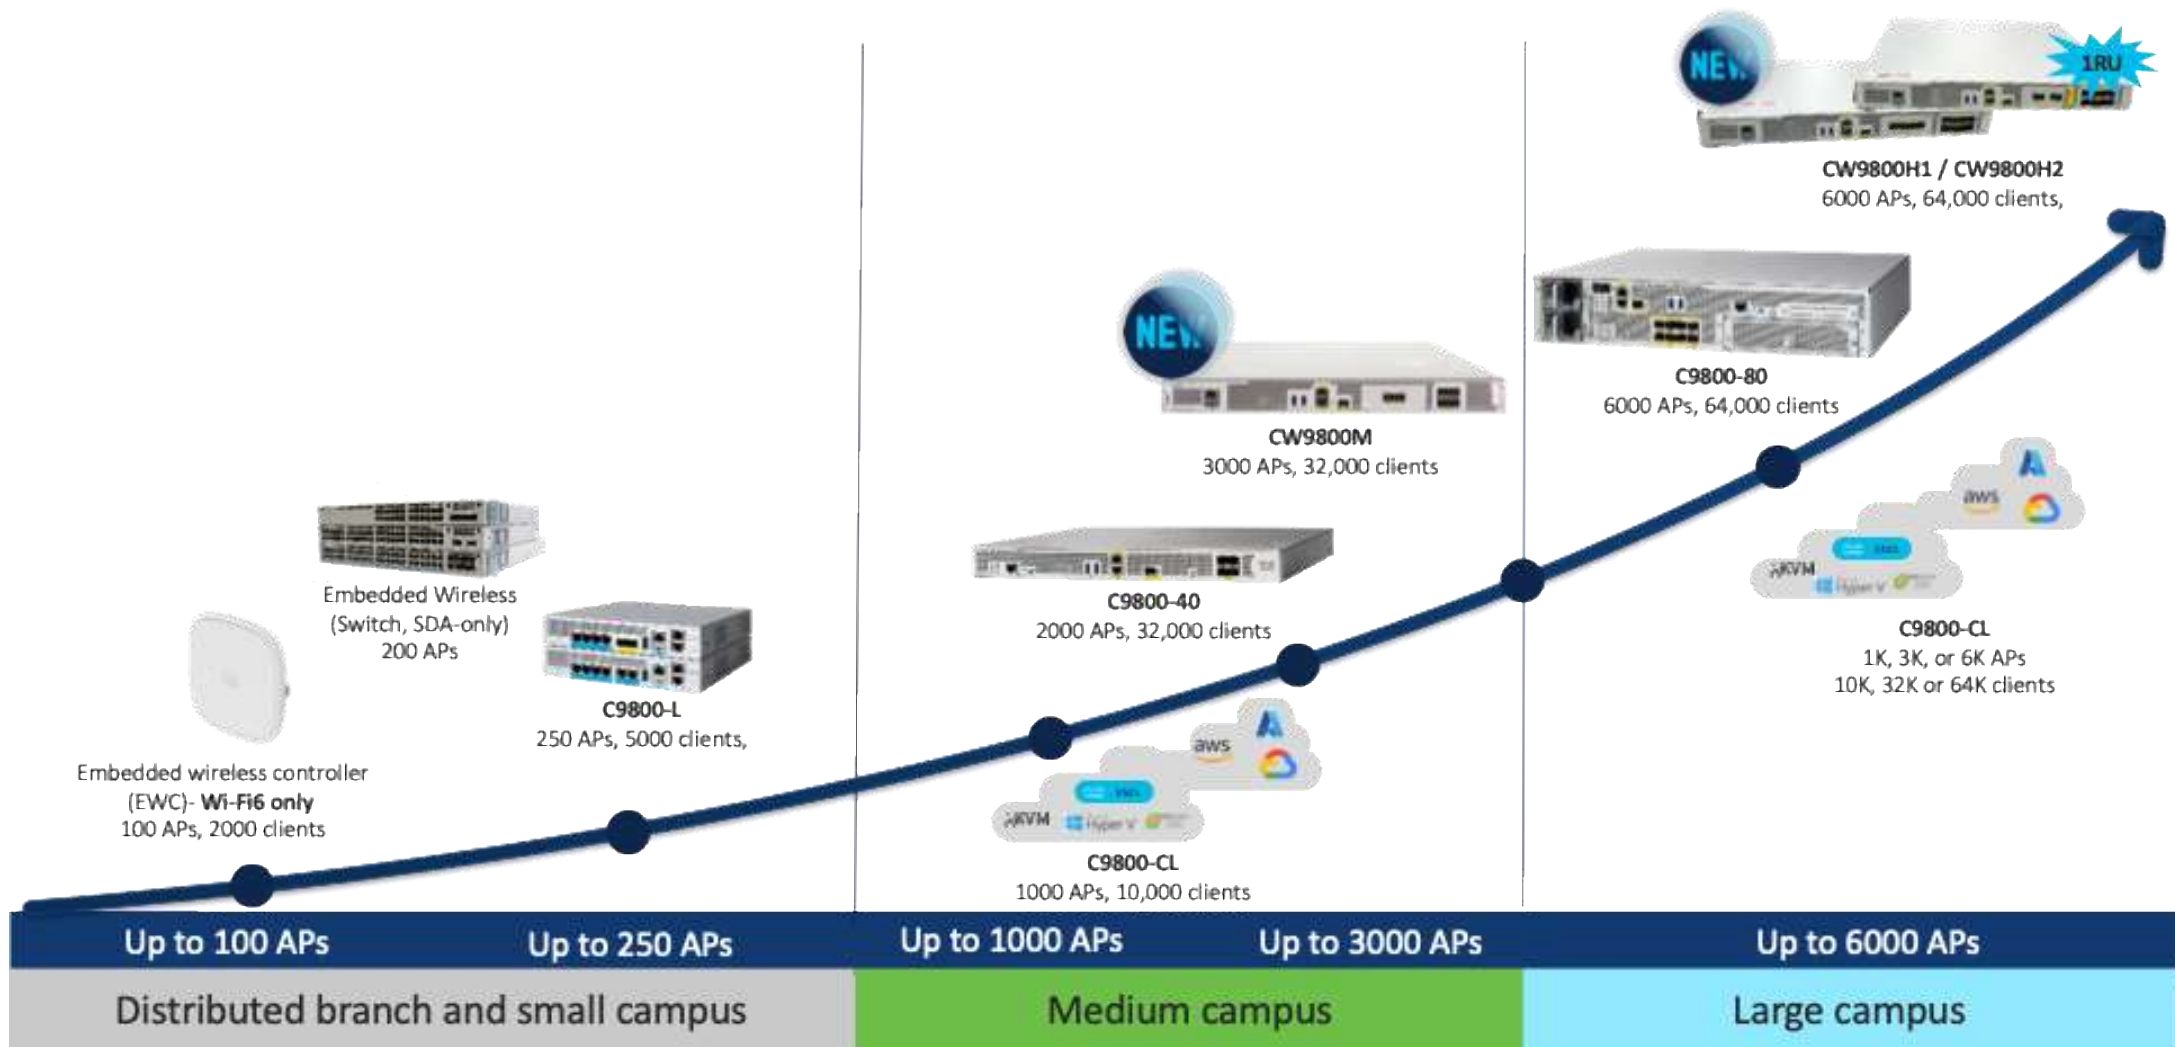 NEW
1RU
CW9800H1 / CW9800H2
6000 APs, 64,000 clients,
NEW
CW9800M
3000 APs, 32,000 clients
C9800-80
6000 APs, 64,000 clients
Embedded Wireless
(Switch, SDA-only)
200 APs
C9800-L
250 APs, 5000 clients,
Embedded wireless controller
(EWC)- Wi-Fi6 only
100 APs, 2000 clients
C9800-40
2000 APs, 32,000 clients
aws
KVM
Hyper V
C9800-CL
1000 APs, 10,000 clients
aws
KVM
Hyper V
C9800-CL
1K, 3K, or 6K APs
10K, 32K or 64K clients
Up to 100 APs
Up to 250 APs
Up to 1000 APs
Up to 3000 APs
Up to 6000 APs
Distributed branch and small campus
Medium campus
Large campus